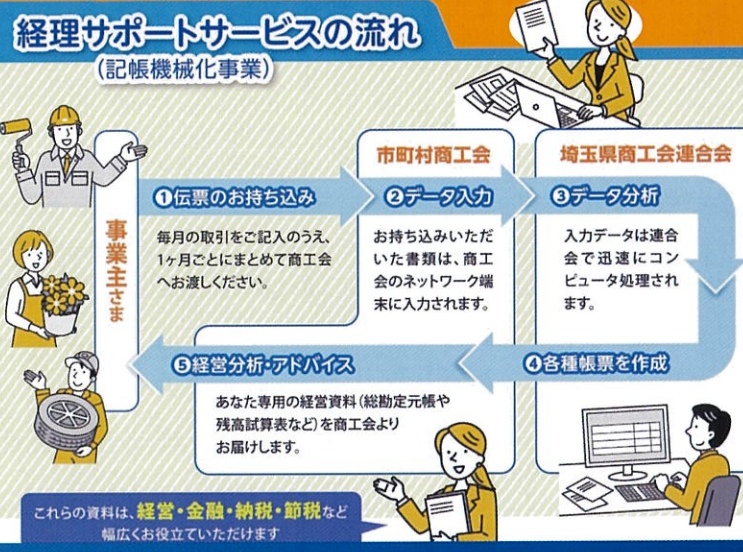 経理サポートサービスの流れ
（記帳機械化事業）
事業主さま
市町村商工会
埼玉県商工会連合会
①伝票のお持ち込み
毎月の取引をご記入のうえ、
1ヶ月ごとにまとめて商工会
へお渡しください。
②データ入力
お持ち込みいただ
いた書類は、商工
会のネットワーク端
末に入力されます。
③データ分析
入力データは連合
会で迅速にコン
ピュータ処理され
ます。
④各種帳票を作成
⑤経営分析・アドバイス
あなた専用の経営資料（総勘定元帳や
残高試算表など）を商工会より
お届けします。
これらの資料は、経営・金融・納税・節税など
幅広くお役立ていただけます